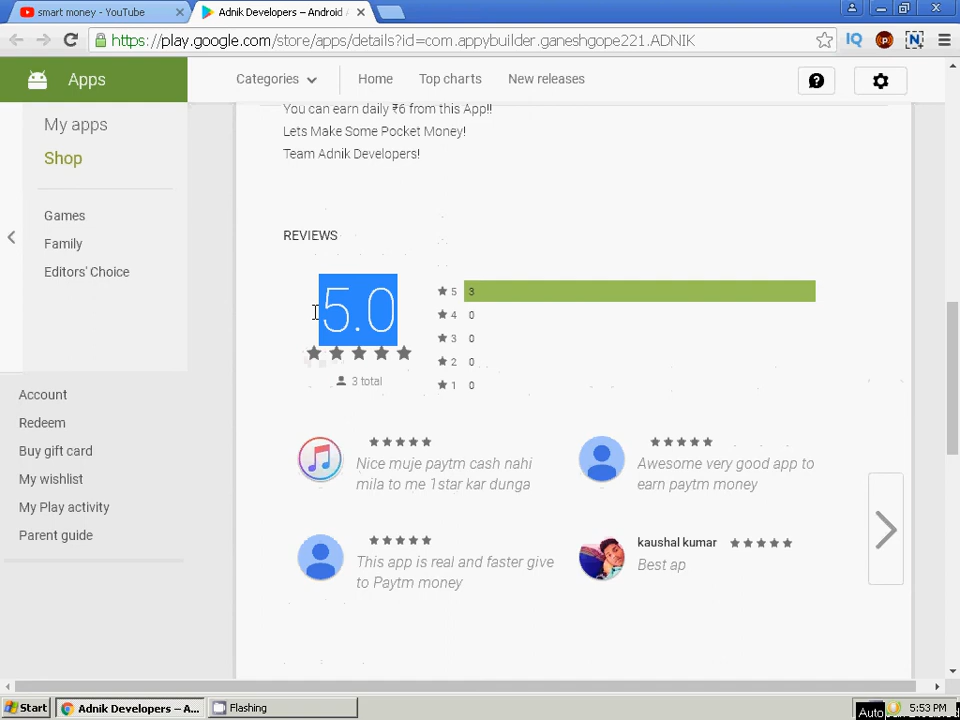 smart money - YouTube
Adnik Developers – Android
https://play.google.com/store/apps/details?id=com.appybuilder.ganeshgope221.ADNIK
IQ
N
Apps
Categories
Home
Top charts
New releases
My apps
Shop
Games
Family
Editors' Choice
Account
Redeem
Buy gift card
My wishlist
My Play activity
Parent guide
You can earn daily ₹6 from this App!!
Lets Make Some Pocket Money!
Team Adnik Developers!
REVIEWS
5.0
3 total
5 3
4 0
3 0
2 0
1 0
Nice muje paytm cash nahi
mila to me 1star kar dunga
Awesome very good app to
earn paytm money
This app is real and faster give
to Paytm money
kaushal kumar
Best ap
Start
Adnik Developers – A...
Flashing
5:53 PM